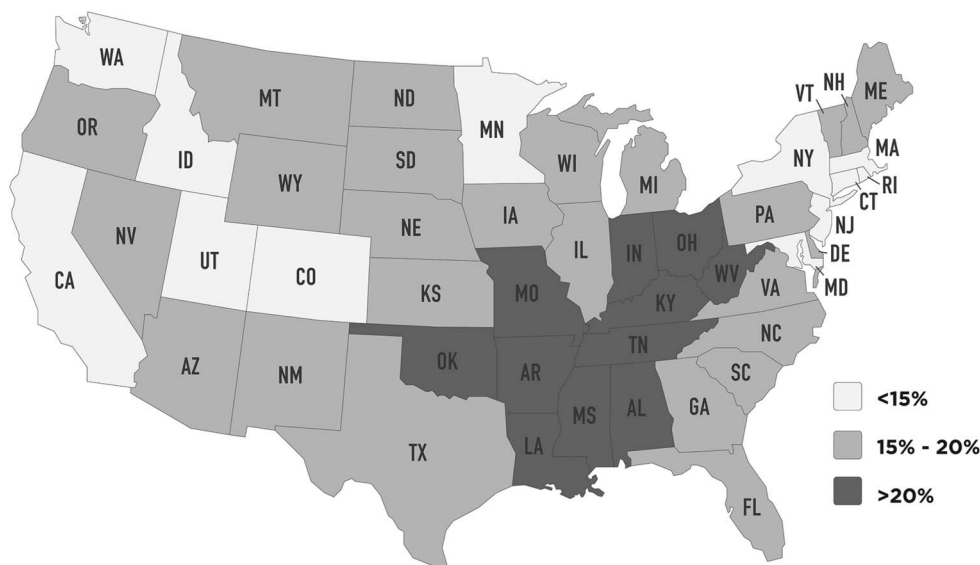 WA
MT
ND
MN
VT
NH
ME
OR
ID
SD
WI
NY
MA
WY
MI
RI
CT
IA
PA
NE
NJ
NV
UT
IL
IN
OH
DE
CA
CO
WV
MD
KS
MO
KY
VA
NC
TN
AZ
NM
OK
AR
SC
MS
AL
GA
<15%
TX
LA
15% - 20%
>20%
FL